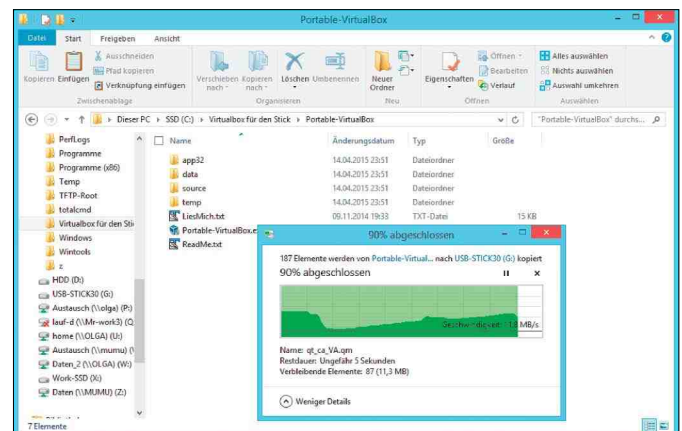 Portable-VirtualBox
Datei Start Freigeben Ansicht
Kopieren Einfügen
Ausschneiden
Pfad kopieren
Verknüpfung einfügen
Zwischenablage
Verschieben nach
Kopieren nach
Löschen
Umbenennen
Organisieren
Neuer Ordner
Neu
Eigenschaften
Öffnen
Bearbeiten
Verlauf
Öffnen
Alles auswählen
Nichts auswählen
Auswahl umkehren
Auswählen
Dieser PC SSD (C:) Virtualbox für den Stick Portable-VirtualBox
"Portable-VirtualBox" durchs...
PerfLogs
Programme
Programme (x86)
Temp
TFTP-Root
totalcmd
Virtualbox für den Sti
Windows
Wintools
z
HDD (D:)
USB-STICK30 (G:)
Austausch (\\olga) (P:)
lauf-d (\\Mr-work3) (Q
home (\\OLGA) (U:)
Austausch (\\mumu) (\
Daten_2 (\\OLGA) (W:)
Work-SSD (X:)
Daten (\\MUMU) (Z:)
Name Änderungsdatum Typ Größe
app32 14.04.2015 23:51 Dateiordner
data 14.04.2015 23:51 Dateiordner
source 14.04.2015 23:51 Dateiordner
temp 14.04.2015 23:51 Dateiordner
LiesMich.txt 09.11.2014 19:33 TXT-Datei 15 KB
Portable-VirtualBox.e
ReadMe.txt
90% abgeschlossen
187 Elemente werden von Portable-Virtual... nach USB-STICK30 (G:) kopiert
90% abgeschlossen
Geschwindigkeit: MB/s
Name: qt_ca_VA.qm
Restdauer: Ungefähr 5 Sekunden
Verbleibende Elemente: 87 (11,3 MB)
Weniger Details
7 Elemente